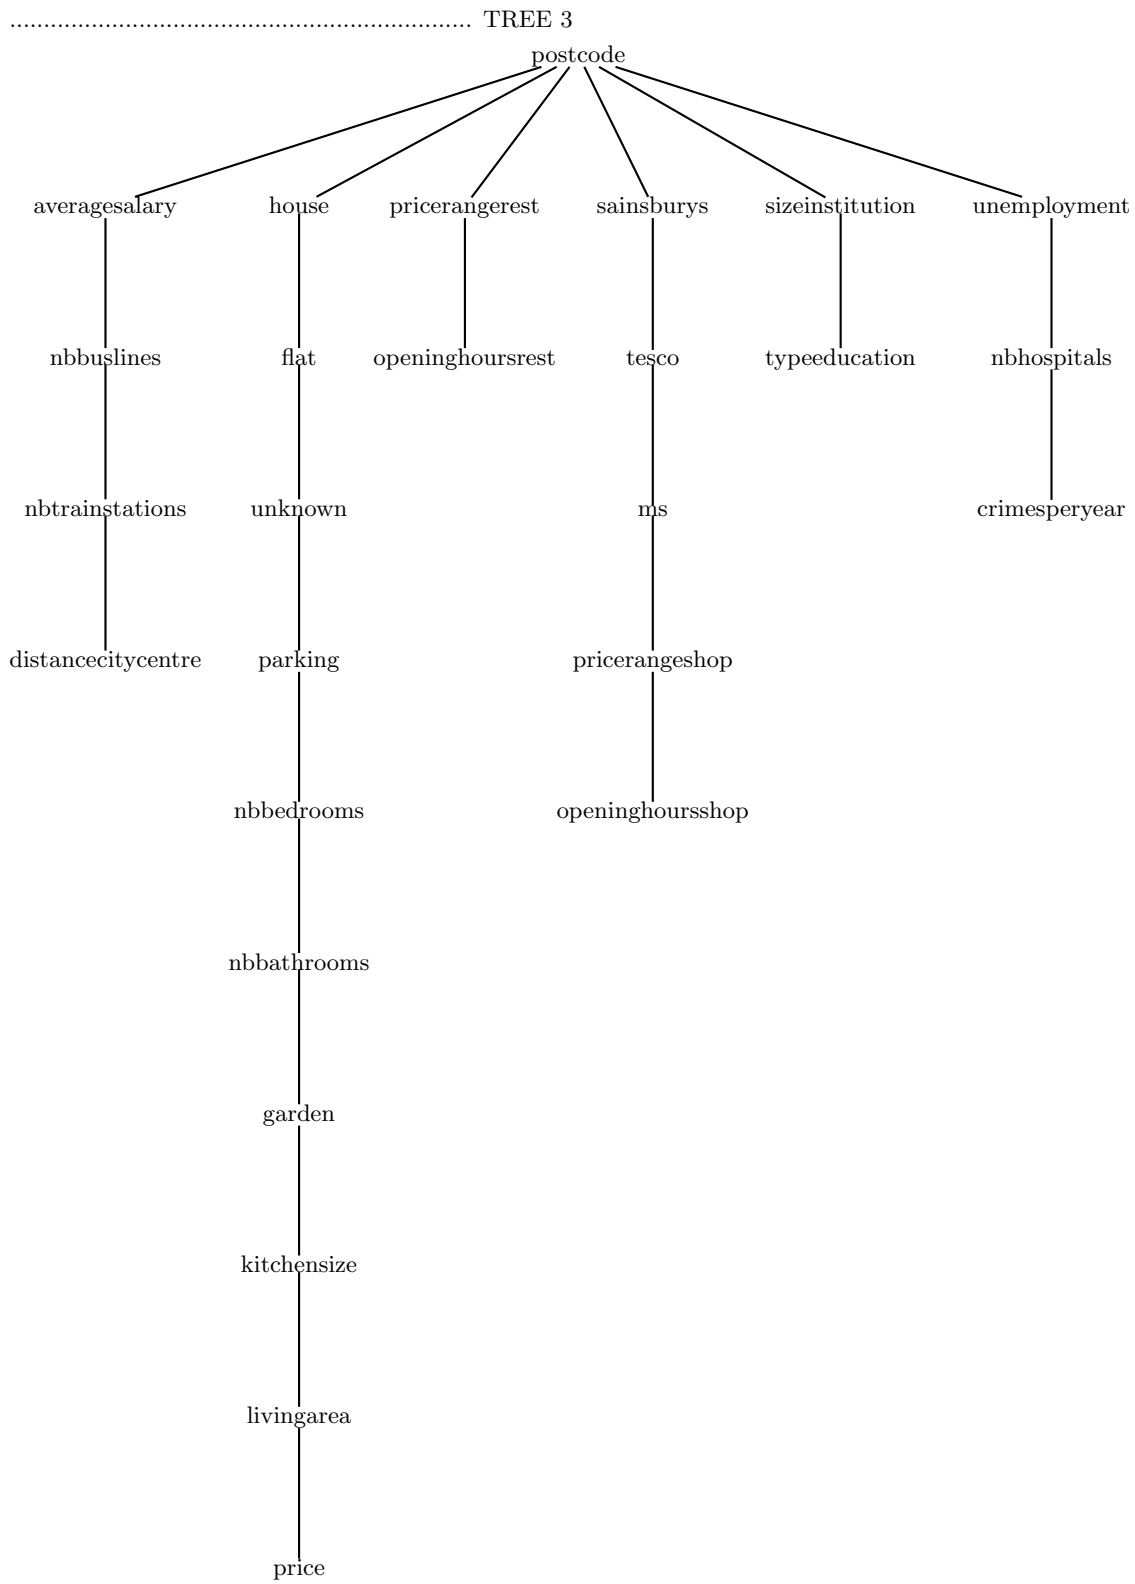 .................................................................... TREE 3
postcode
averagesalary house pricerangerest sainsburys sizeinstitution unemployment
nbbuslines flat openinghoursrest tesco typeeducation nbhospitals
nbtrainstations unknown ms crimesperyear
distancecitycentre parking pricerangeshop
nbbedrooms openinghoursshop
nbbathrooms
garden
kitchensize
livingarea
price